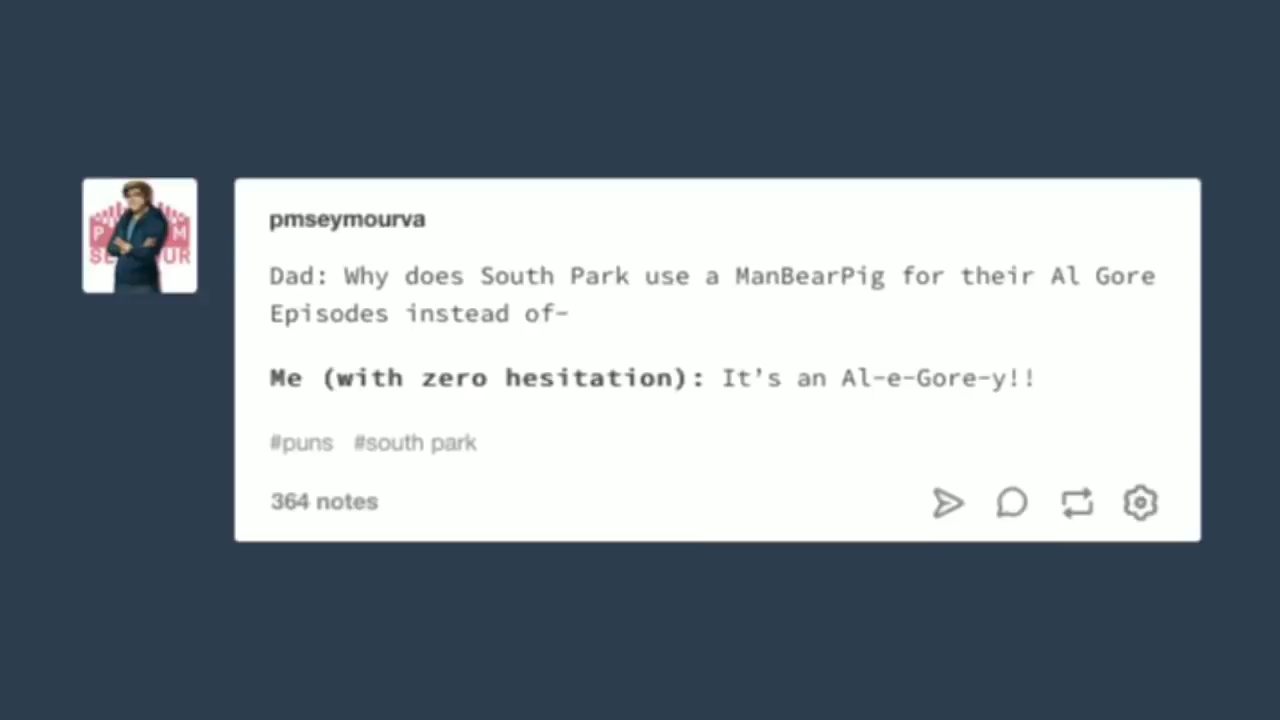 pmseymourva
Dad: Why does South Park use a ManBearPig for their Al Gore
Episodes instead of-
Me (with zero hesitation): It's an Al-e-Gore-y!!
#puns #south park
364 notes